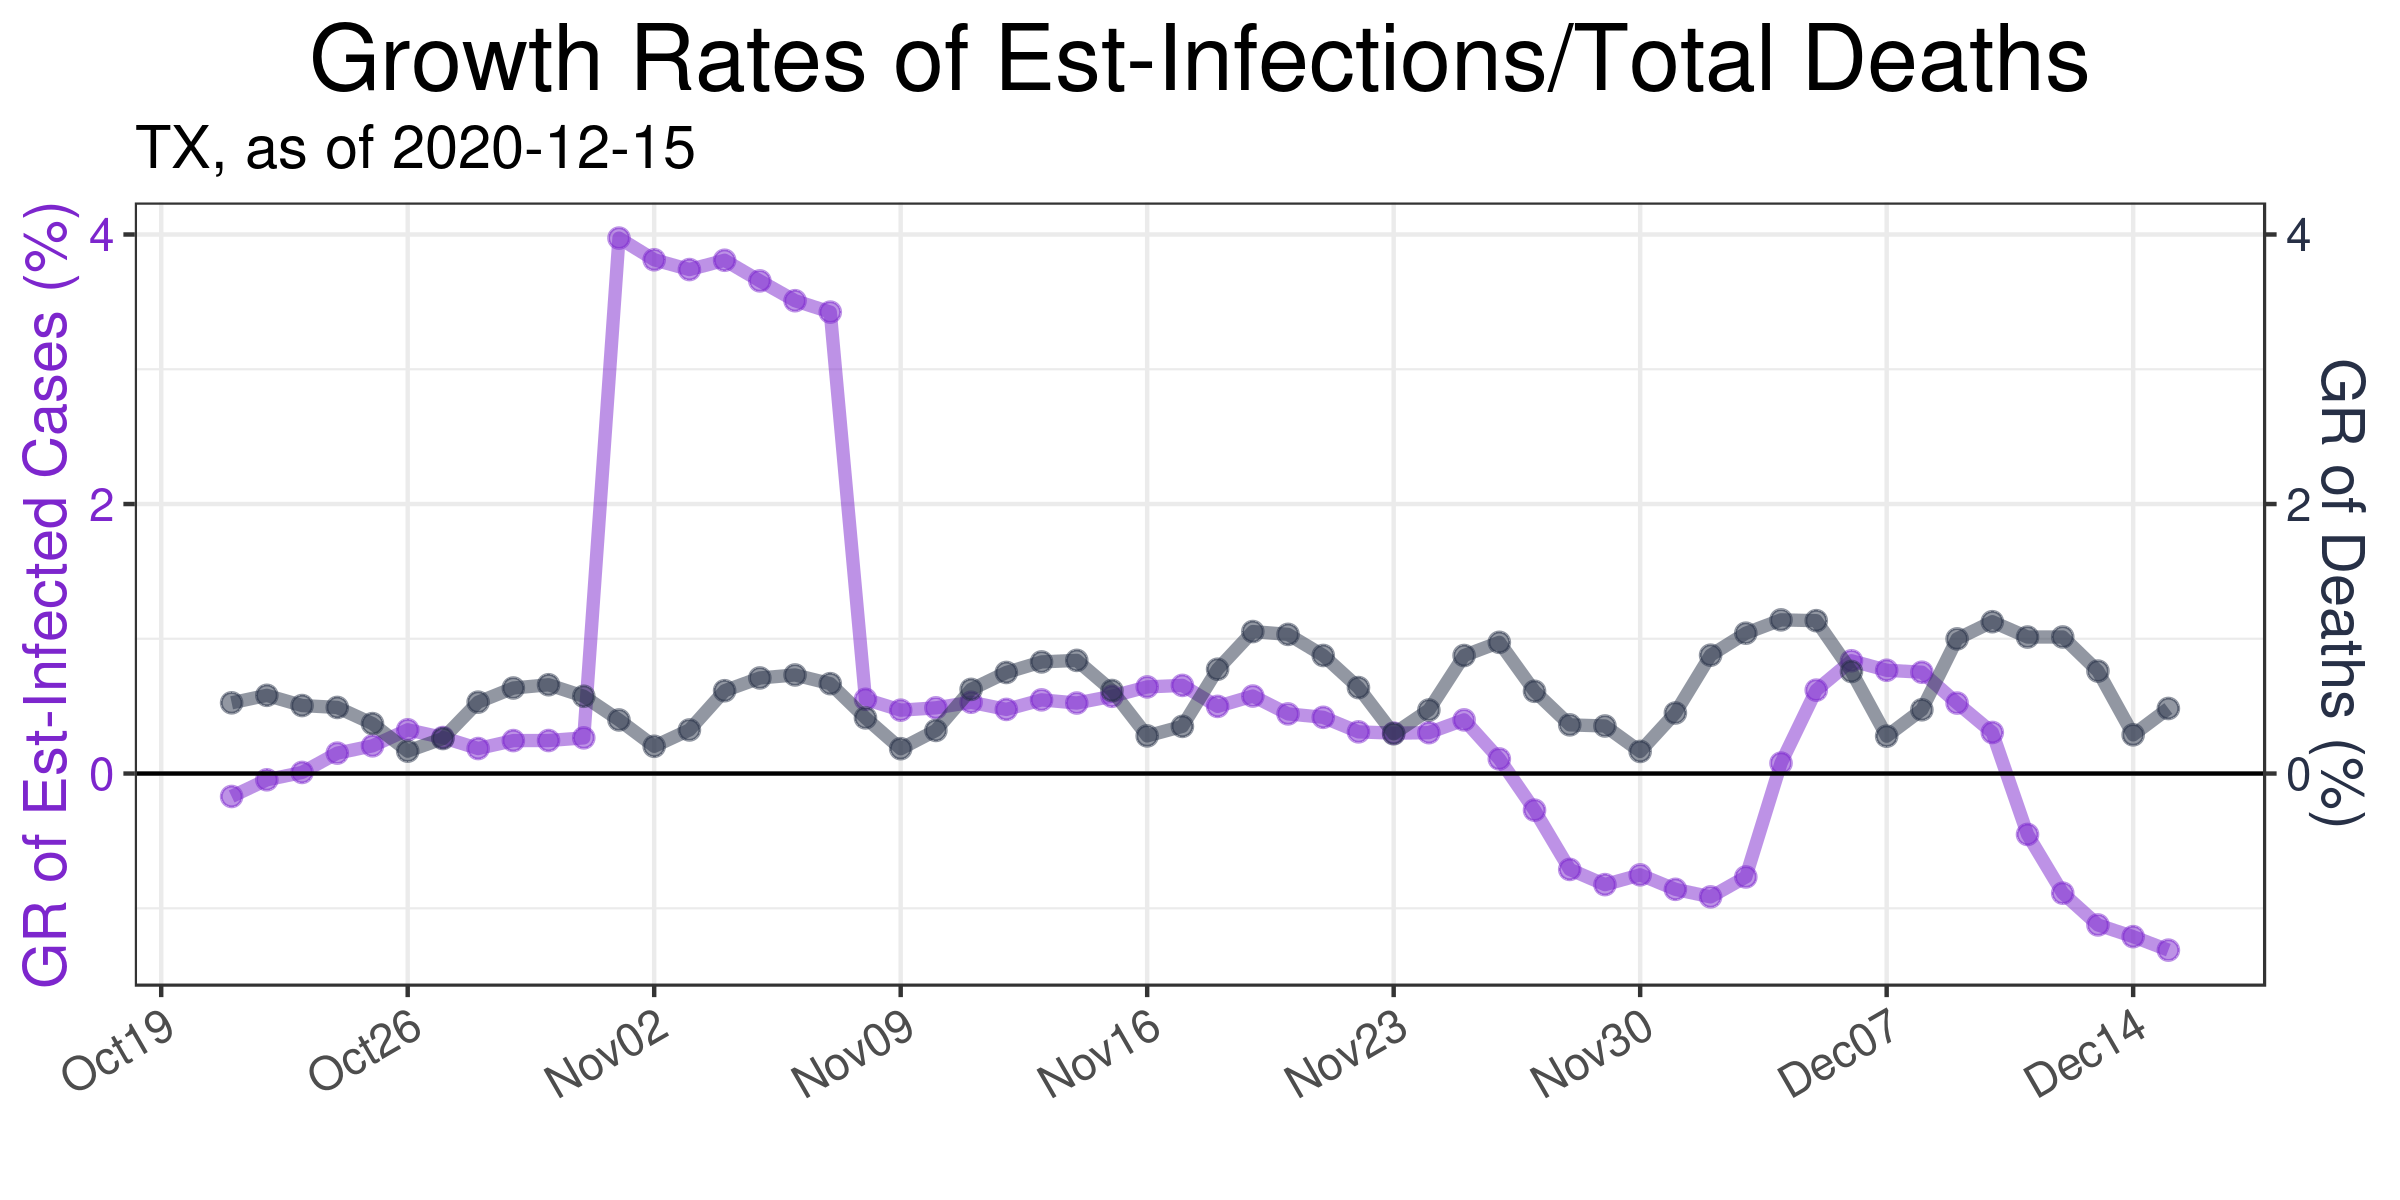 Growth Rates of Est-Infections/Total Deaths
TX, as of 2020-12-15
GR of Est-Infected Cases (%)
4
2
0
4
2
0
GR of Deaths (%)
Oct19
Oct26
Nov02
Nov09
Nov16
Nov23
Nov30
Dec07
Dec14